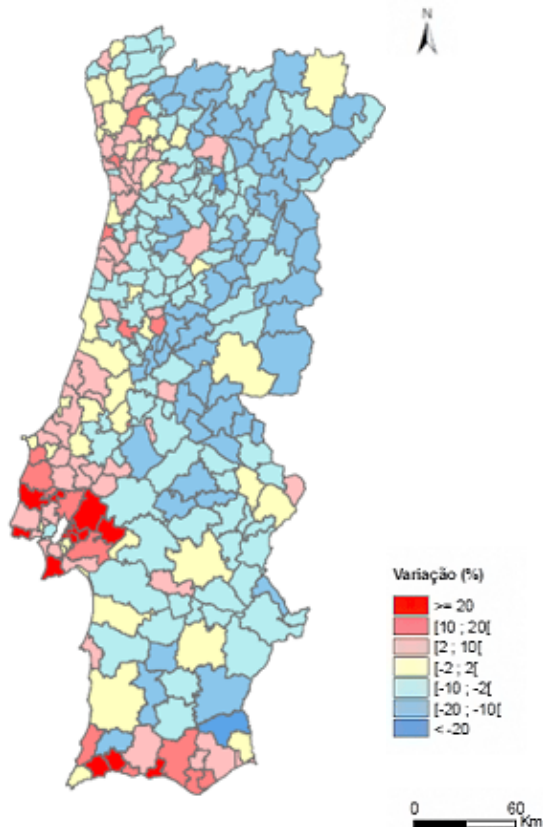 N
Variação (%)
>= 20
[10 ; 20[
[2 ; 10[
[-2 ; 2[
[-10 ; -2[
[-20 ; -10[
< -20
0 60
Km